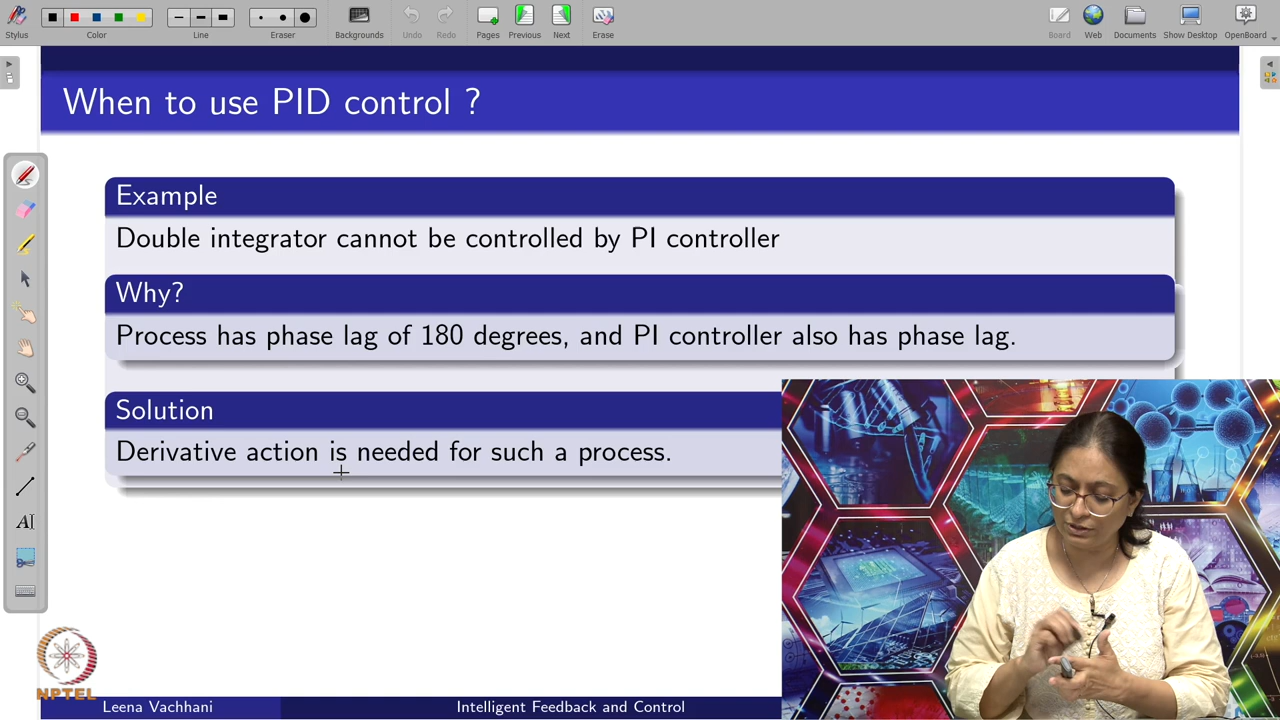 Stylus
Color
Line
Eraser
Backgrounds
Undo
Redo
Pages
Previous
Next
Erase
Board
Web
Documents
Show Desktop
OpenBoard
When to use PID control ?
Example
Double integrator cannot be controlled by PI controller
Why?
Process has phase lag of 180 degrees, and PI controller also has phase lag.
Solution
Derivative action is needed for such a process.
AI
NPTEL
Leena Vachhani
Intelligent Feedback and Control